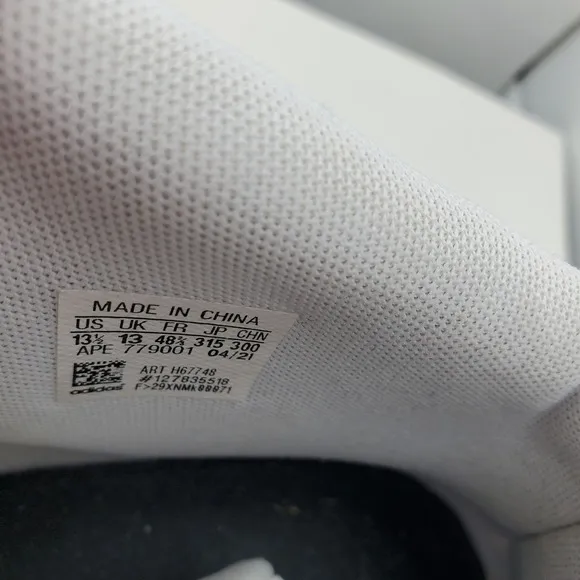 MADE IN CHINA
US UK FR JP CHN
13½ 13 48⅔ 315 300
APE 779001 04/21
ART H67748
#127835518
F>29XNMk88871
adidas